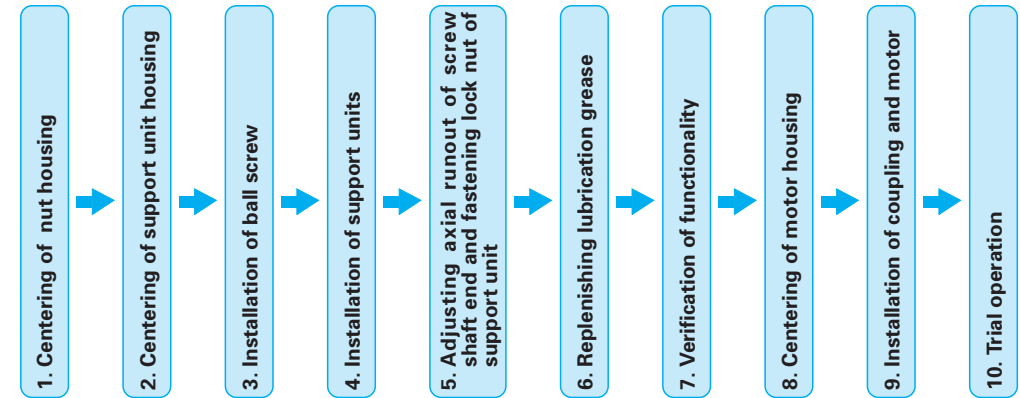 1. Centering of nut housing
2. Centering of support unit housing
3. Installation of ball screw
4. Installation of support units
5. Adjusting axial runout of screw
shaft end and fastening lock nut of
support unit
6. Replenishing lubrication grease
7. Verification of functionality
8. Centering of motor housing
9. Installation of coupling and motor
10. Trial operation